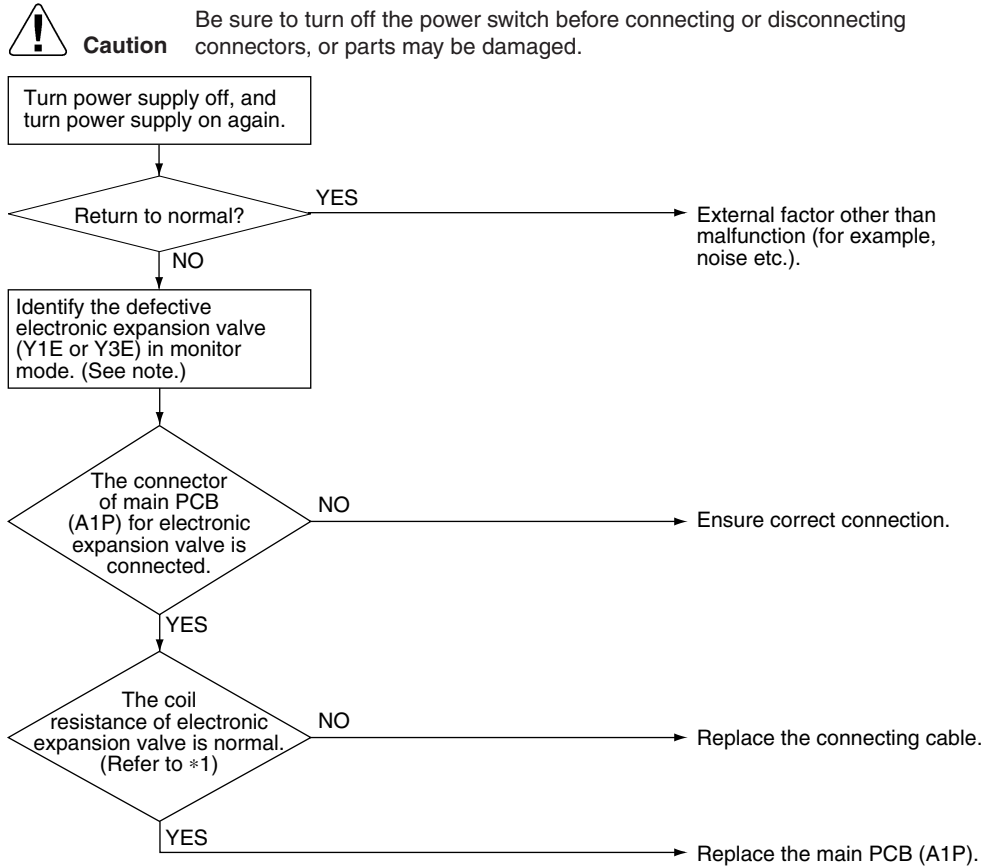 Caution
Be sure to turn off the power switch before connecting or disconnecting
connectors, or parts may be damaged.
Turn power supply off, and
turn power supply on again.
Return to normal?
YES
External factor other than
malfunction (for example,
noise etc.).
NO
Identify the defective
electronic expansion valve
(Y1E or Y3E) in monitor
mode. (See note.)
The connector
of main PCB
(A1P) for electronic
expansion valve is
connected.
NO
Ensure correct connection.
YES
The coil
resistance of electronic
expansion valve is normal.
(Refer to *1)
NO
Replace the connecting cable.
YES
Replace the main PCB (A1P).